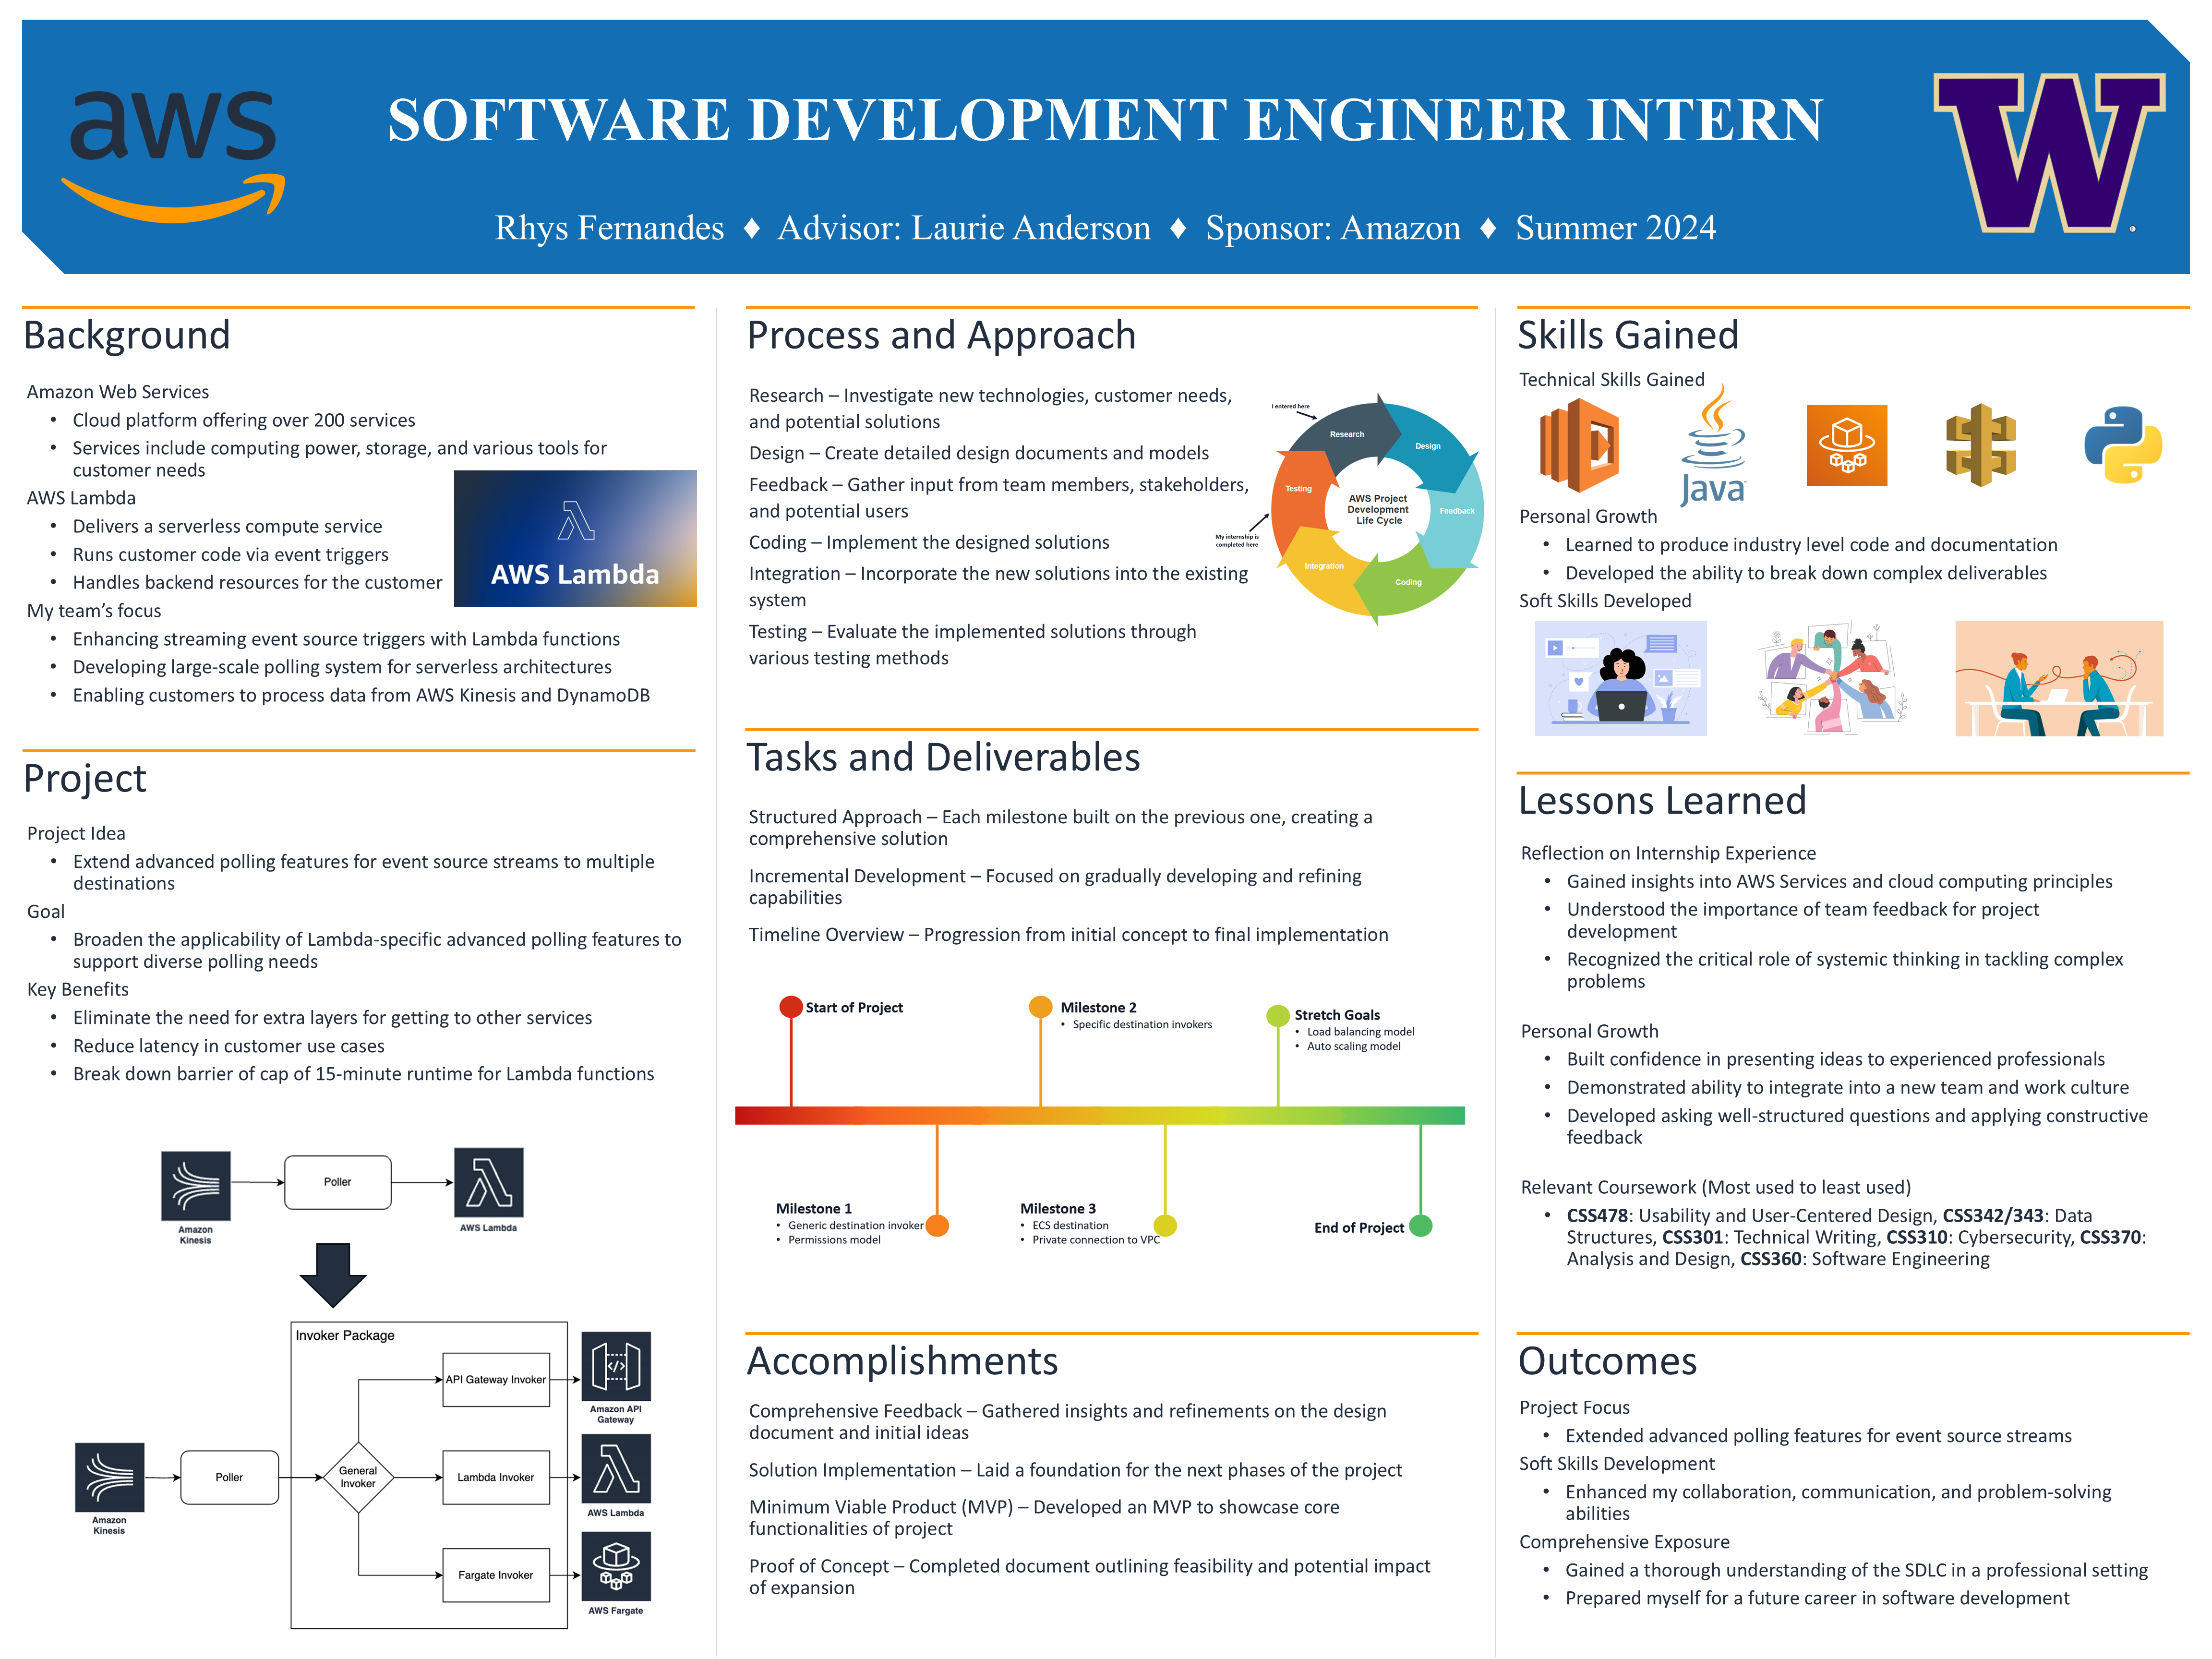 aws
SOFTWARE DEVELOPMENT ENGINEER INTERN
Rhys Fernandes ♦ Advisor: Laurie Anderson ♦ Sponsor: Amazon ♦ Summer 2024
W
Background
Amazon Web Services
• Cloud platform offering over 200 services
• Services include computing power, storage, and various tools for
customer needs
AWS Lambda
• Delivers a serverless compute service
• Runs customer code via event triggers
• Handles backend resources for the customer
AWS Lambda
My team’s focus
• Enhancing streaming event source triggers with Lambda functions
• Developing large-scale polling system for serverless architectures
• Enabling customers to process data from AWS Kinesis and DynamoDB
Project
Project Idea
• Extend advanced polling features for event source streams to multiple
destinations
Goal
• Broaden the applicability of Lambda-specific advanced polling features to
support diverse polling needs
Key Benefits
• Eliminate the need for extra layers for getting to other services
• Reduce latency in customer use cases
• Break down barrier of cap of 15-minute runtime for Lambda functions
Amazon
Kinesis
Poller
AWS Lambda
Invoker Package
API Gateway Invoker
Amazon API
Gateway
Amazon
Kinesis
Poller
General
Invoker
Lambda Invoker
AWS Lambda
Fargate Invoker
AWS Fargate
Process and Approach
Research – Investigate new technologies, customer needs,
and potential solutions
Design – Create detailed design documents and models
Feedback – Gather input from team members, stakeholders,
and potential users
Coding – Implement the designed solutions
Integration – Incorporate the new solutions into the existing
system
Testing – Evaluate the implemented solutions through
various testing methods
I entered here
Research
Design
Feedback
Coding
Integration
Testing
AWS Project
Development
Life Cycle
My internship is
completed here
Tasks and Deliverables
Structured Approach – Each milestone built on the previous one, creating a
comprehensive solution
Incremental Development – Focused on gradually developing and refining
capabilities
Timeline Overview – Progression from initial concept to final implementation
Start of Project
Milestone 2
• Specific destination invokers
Stretch Goals
• Load balancing model
• Auto scaling model
Milestone 1
• Generic destination invoker
• Permissions model
Milestone 3
• ECS destination
• Private connection to VPC
End of Project
Accomplishments
Comprehensive Feedback – Gathered insights and refinements on the design
document and initial ideas
Solution Implementation – Laid a foundation for the next phases of the project
Minimum Viable Product (MVP) – Developed an MVP to showcase core
functionalities of project
Proof of Concept – Completed document outlining feasibility and potential impact
of expansion
Skills Gained
Technical Skills Gained
Java
Personal Growth
• Learned to produce industry level code and documentation
• Developed the ability to break down complex deliverables
Soft Skills Developed
Lessons Learned
Reflection on Internship Experience
• Gained insights into AWS Services and cloud computing principles
• Understood the importance of team feedback for project
development
• Recognized the critical role of systemic thinking in tackling complex
problems
Personal Growth
• Built confidence in presenting ideas to experienced professionals
• Demonstrated ability to integrate into a new team and work culture
• Developed asking well-structured questions and applying constructive
feedback
Relevant Coursework (Most used to least used)
• CSS478: Usability and User-Centered Design, CSS342/343: Data
Structures, CSS301: Technical Writing, CSS310: Cybersecurity, CSS370:
Analysis and Design, CSS360: Software Engineering
Outcomes
Project Focus
• Extended advanced polling features for event source streams
Soft Skills Development
• Enhanced my collaboration, communication, and problem-solving
abilities
Comprehensive Exposure
• Gained a thorough understanding of the SDLC in a professional setting
• Prepared myself for a future career in software development